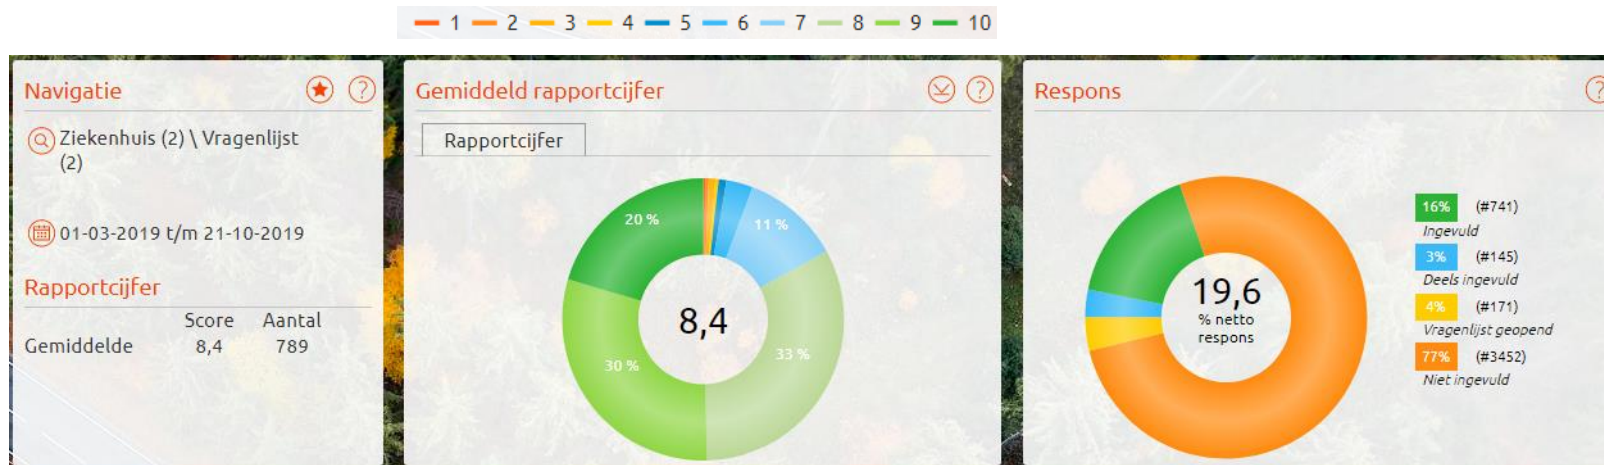 1 2 3 4 5 6 7 8 9 10
Navigatie
Ziekenhuis (2) \ Vragenlijst
(2)
01-03-2019 t/m 21-10-2019
Rapportcijfer
Score Aantal
Gemiddelde 8,4 789
Gemiddeld rapportcijfer
Rapportcijfer
20 %
11 %
8,4
30 %
33 %
Respons
19,6
% netto
respons
16% (#741)
Ingevuld
3% (#145)
Deels ingevuld
4% (#171)
Vragenlijst geopend
77% (#3452)
Niet ingevuld